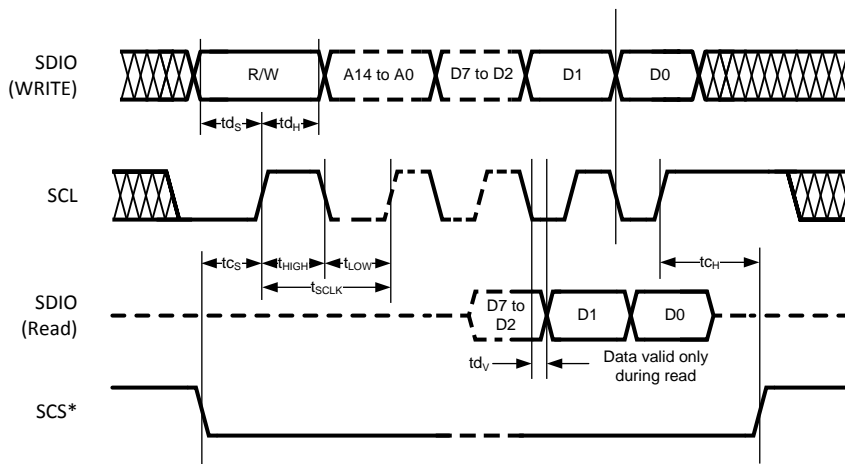 SDIO
(WRITE)
R/W
A14 to A0
D7 to D2
D1
D0
tdS
tdH
SCL
tcS
tHIGH
tLOW
tcH
tSCLK
SDIO
(Read)
D7 to
D2
D1
D0
tdV
Data valid only
during read
SCS*